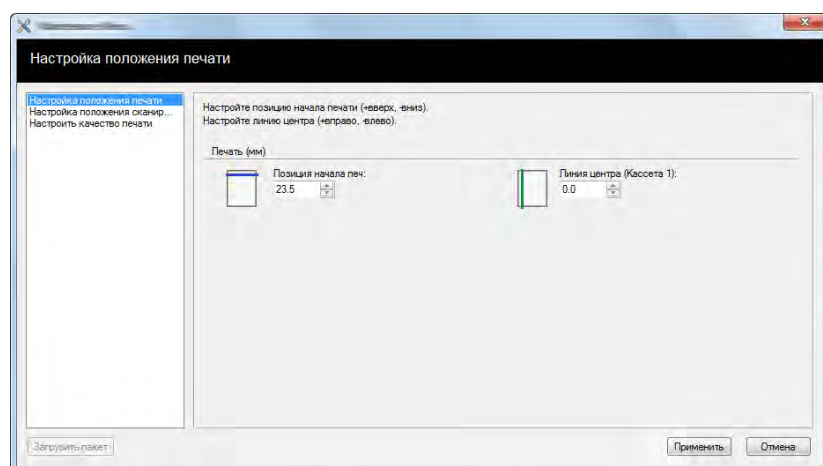 Настройка положения печати
Настройка положения печати
Настройка положения сканир...
Настроить качество печати
Настройте позицию начала печати (+вверх, -вниз).
Настройте линию центра (+вправо, -влево).
Печать (мм)
Позиция начала печ:
23.5
Линия центра (Кассета 1):
0.0
Загрузить пакет
Применить
Отмена